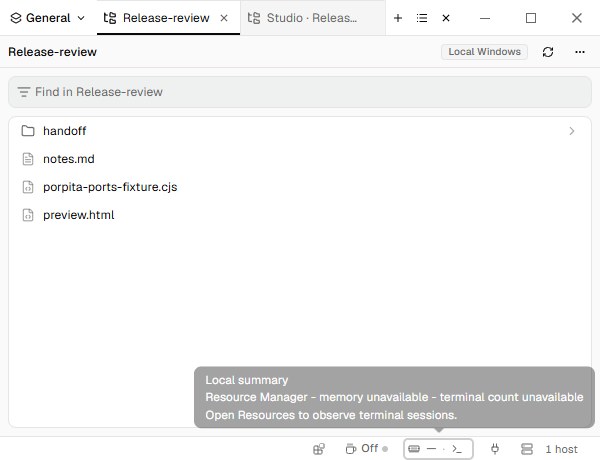 General
Release-review
Studio · Releas...
Release-review
Local Windows
Find in Release-review
handoff
notes.md
porpita-ports-fixture.cjs
preview.html
Local summary
Resource Manager - memory unavailable - terminal count unavailable
Open Resources to observe terminal sessions.
Off
— ·
1 host